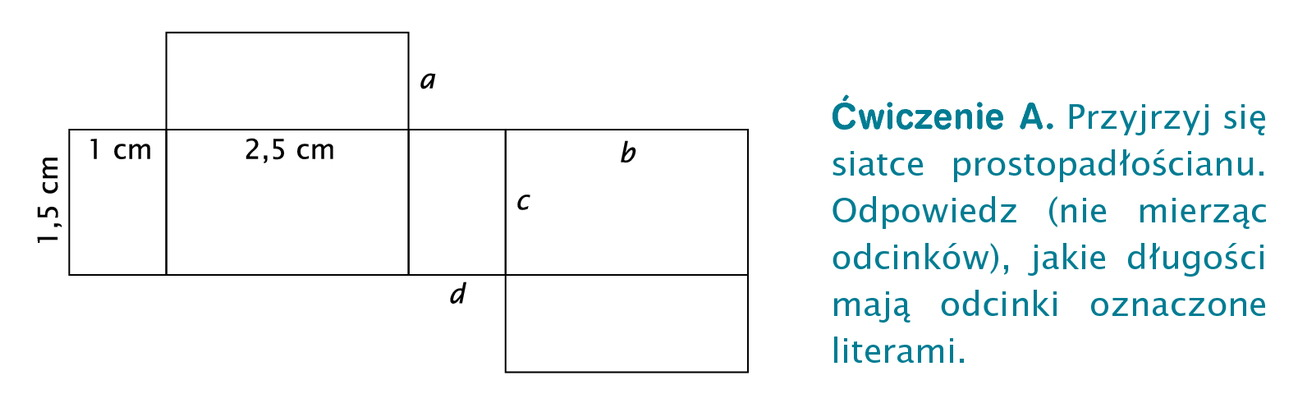 a
1 cm
2,5 cm
b
1,5 cm
c
d
Ćwiczenie A. Przyjrzyj się
siatce prostopadłościanu.
Odpowiedz (nie mierząc
odcinków), jakie długości
mają odcinki oznaczone
literami.